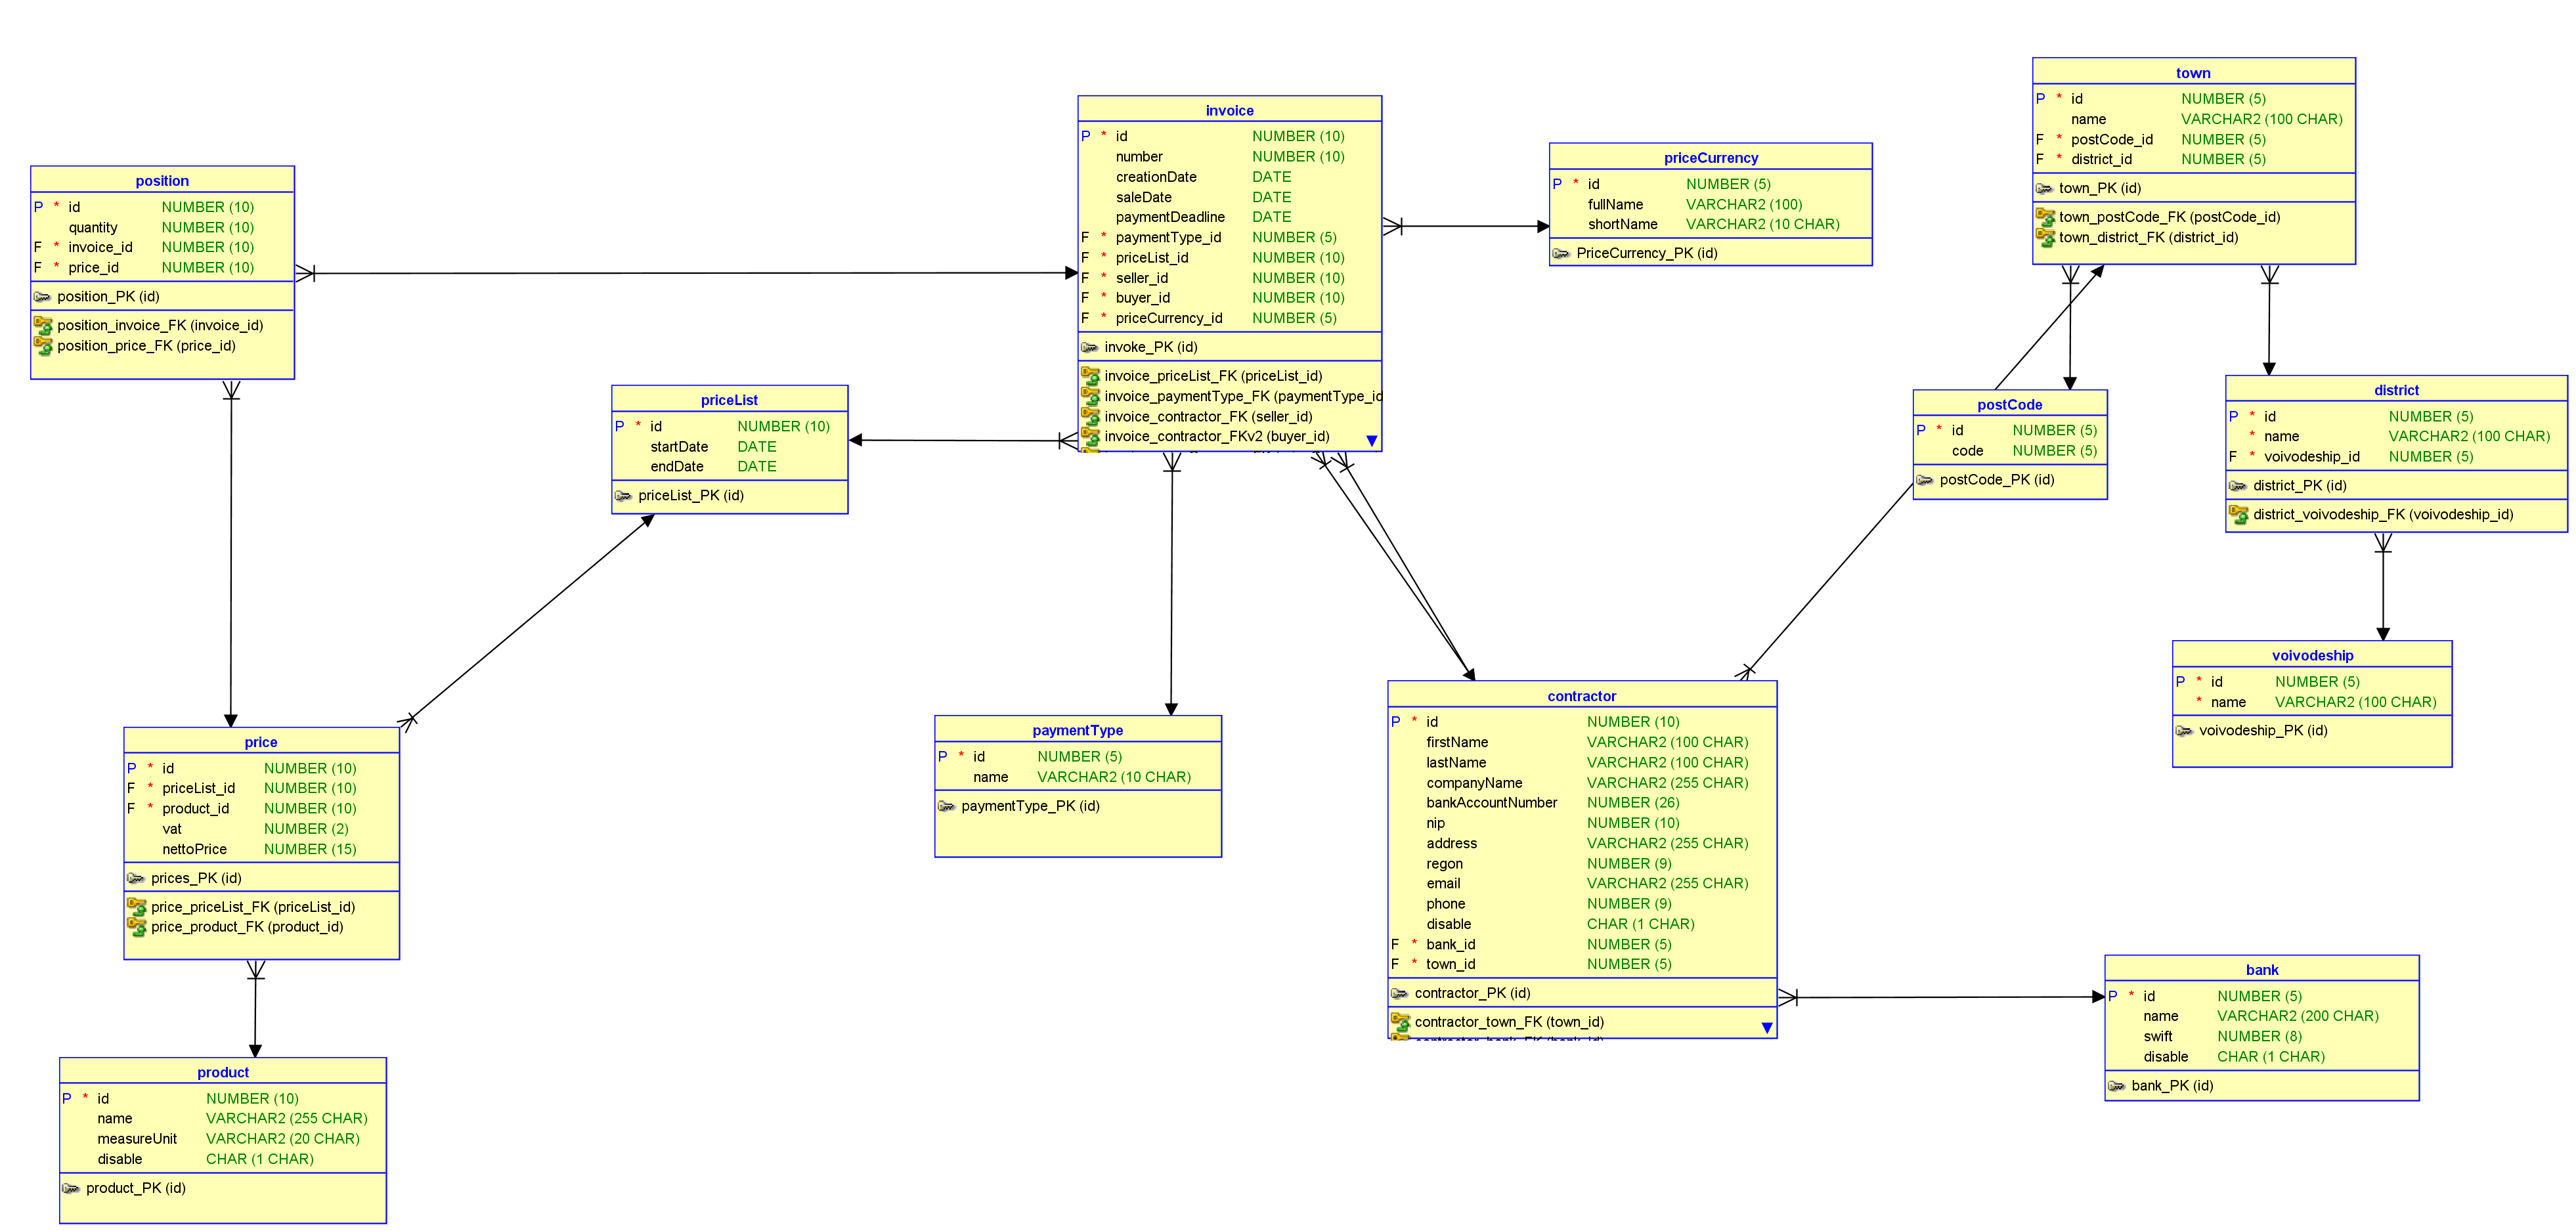 position
P * id NUMBER (10)
quantity NUMBER (10)
F * invoice_id NUMBER (10)
F * price_id NUMBER (10)
position_PK (id)
position_invoice_FK (invoice_id)
position_price_FK (price_id)
priceList
P * id NUMBER (10)
startDate DATE
endDate DATE
priceList_PK (id)
invoice
P * id NUMBER (10)
number NUMBER (10)
creationDate DATE
saleDate DATE
paymentDeadline DATE
F * paymentType_id NUMBER (5)
F * priceList_id NUMBER (10)
F * seller_id NUMBER (10)
F * buyer_id NUMBER (10)
F * priceCurrency_id NUMBER (5)
invoke_PK (id)
invoice_priceList_FK (priceList_id)
invoice_paymentType_FK (paymentType_id
invoice_contractor_FK (seller_id)
invoice_contractor_FKv2 (buyer_id)
priceCurrency
P * id NUMBER (5)
fullName VARCHAR2 (100)
shortName VARCHAR2 (10 CHAR)
PriceCurrency_PK (id)
town
P * id NUMBER (5)
name VARCHAR2 (100 CHAR)
F * postCode_id NUMBER (5)
F * district_id NUMBER (5)
town_PK (id)
town_postCode_FK (postCode_id)
town_district_FK (district_id)
postCode
P * id NUMBER (5)
code NUMBER (5)
postCode_PK (id)
district
P * id NUMBER (5)
* name VARCHAR2 (100 CHAR)
F * voivodeship_id NUMBER (5)
district_PK (id)
district_voivodeship_FK (voivodeship_id)
voivodeship
P * id NUMBER (5)
* name VARCHAR2 (100 CHAR)
voivodeship_PK (id)
price
P * id NUMBER (10)
F * priceList_id NUMBER (10)
F * product_id NUMBER (10)
vat NUMBER (2)
nettoPrice NUMBER (15)
prices_PK (id)
price_priceList_FK (priceList_id)
price_product_FK (product_id)
paymentType
P * id NUMBER (5)
name VARCHAR2 (10 CHAR)
paymentType_PK (id)
contractor
P * id NUMBER (10)
firstName VARCHAR2 (100 CHAR)
lastName VARCHAR2 (100 CHAR)
companyName VARCHAR2 (255 CHAR)
bankAccountNumber NUMBER (26)
nip NUMBER (10)
address VARCHAR2 (255 CHAR)
regon NUMBER (9)
email VARCHAR2 (255 CHAR)
phone NUMBER (9)
disable CHAR (1 CHAR)
F * bank_id NUMBER (5)
F * town_id NUMBER (5)
contractor_PK (id)
contractor_town_FK (town_id)
bank
P * id NUMBER (5)
name VARCHAR2 (200 CHAR)
swift NUMBER (8)
disable CHAR (1 CHAR)
bank_PK (id)
product
P * id NUMBER (10)
name VARCHAR2 (255 CHAR)
measureUnit VARCHAR2 (20 CHAR)
disable CHAR (1 CHAR)
product_PK (id)